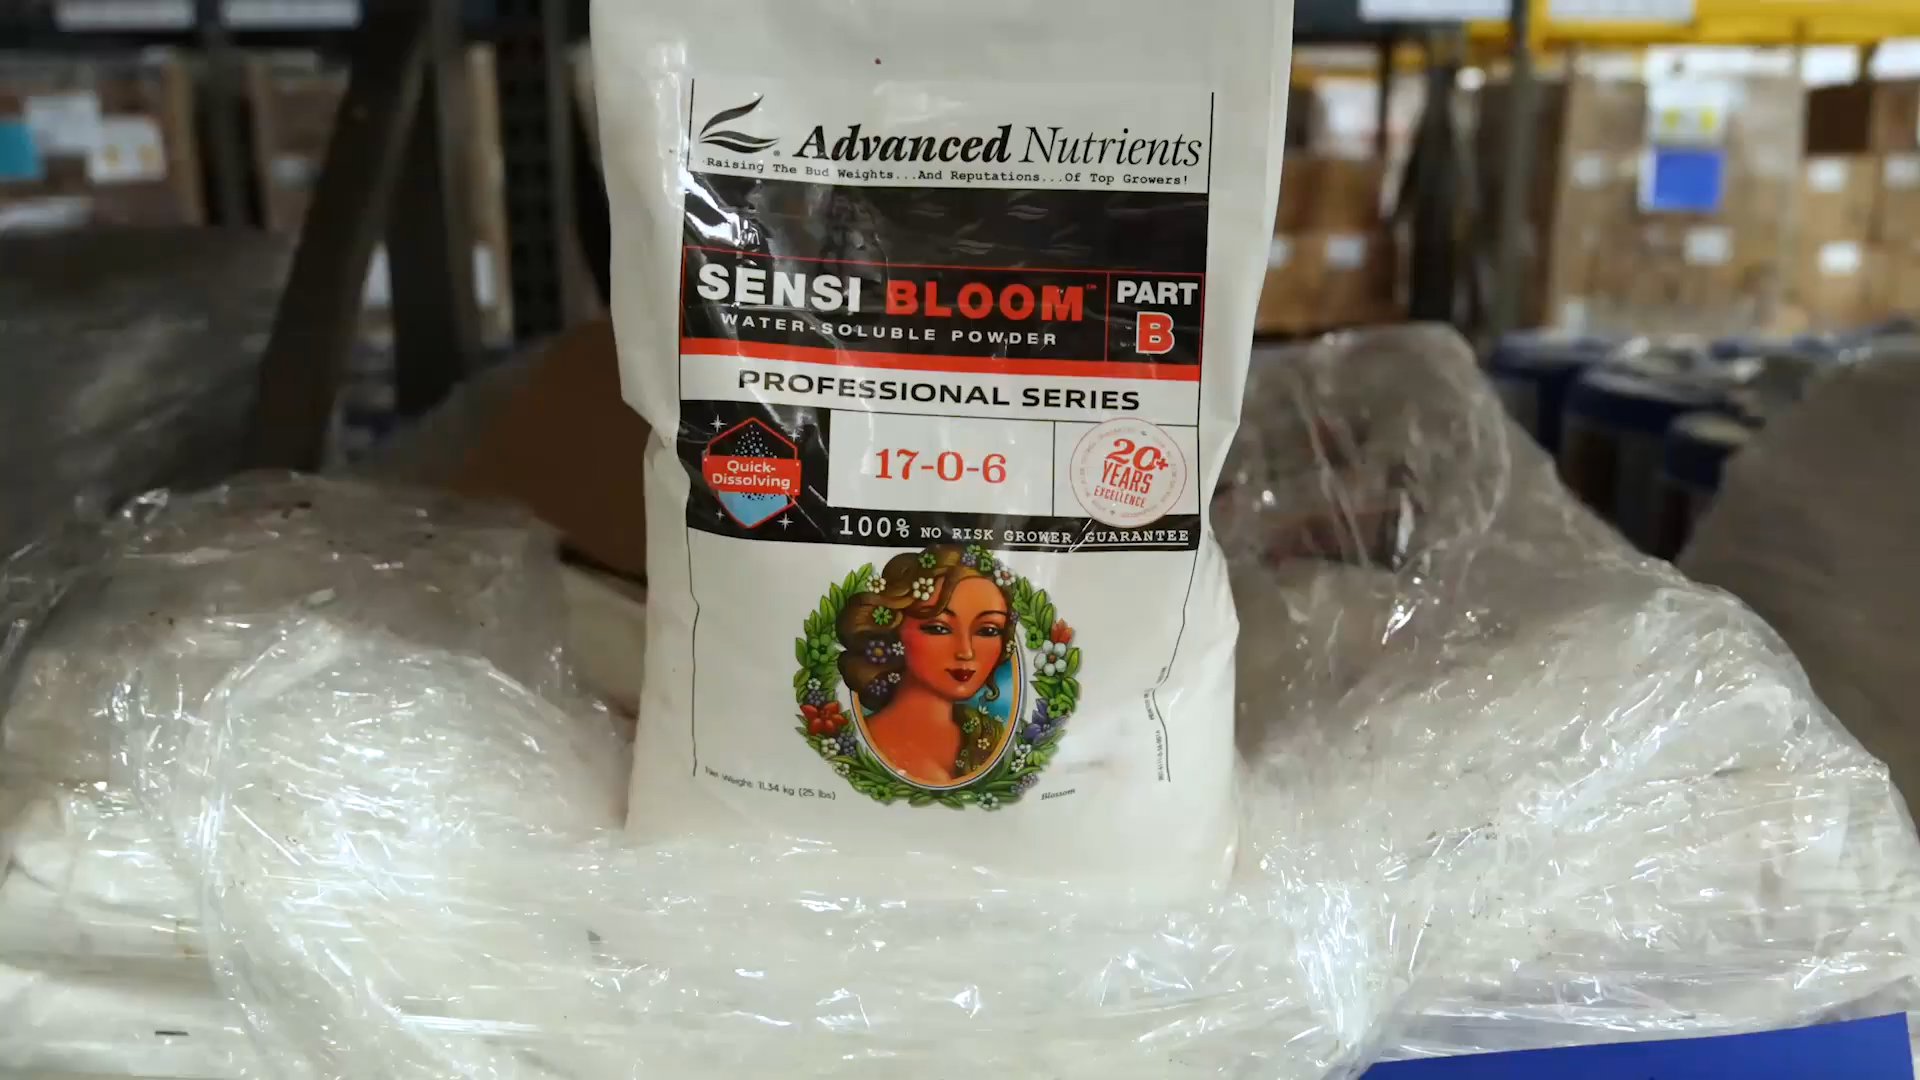 Advanced Nutrients
Raising The Bud Weights...And Reputations...Of Top Growers!
SENSI BLOOM™
WATER-SOLUBLE POWDER
PART
B
PROFESSIONAL SERIES
Quick-
Dissolving
17-0-6
20+
YEARS
EXCELLENCE
100% NO RISK GROWER GUARANTEE
Net Weight: 11.34 kg (25 lbs)
Blossom